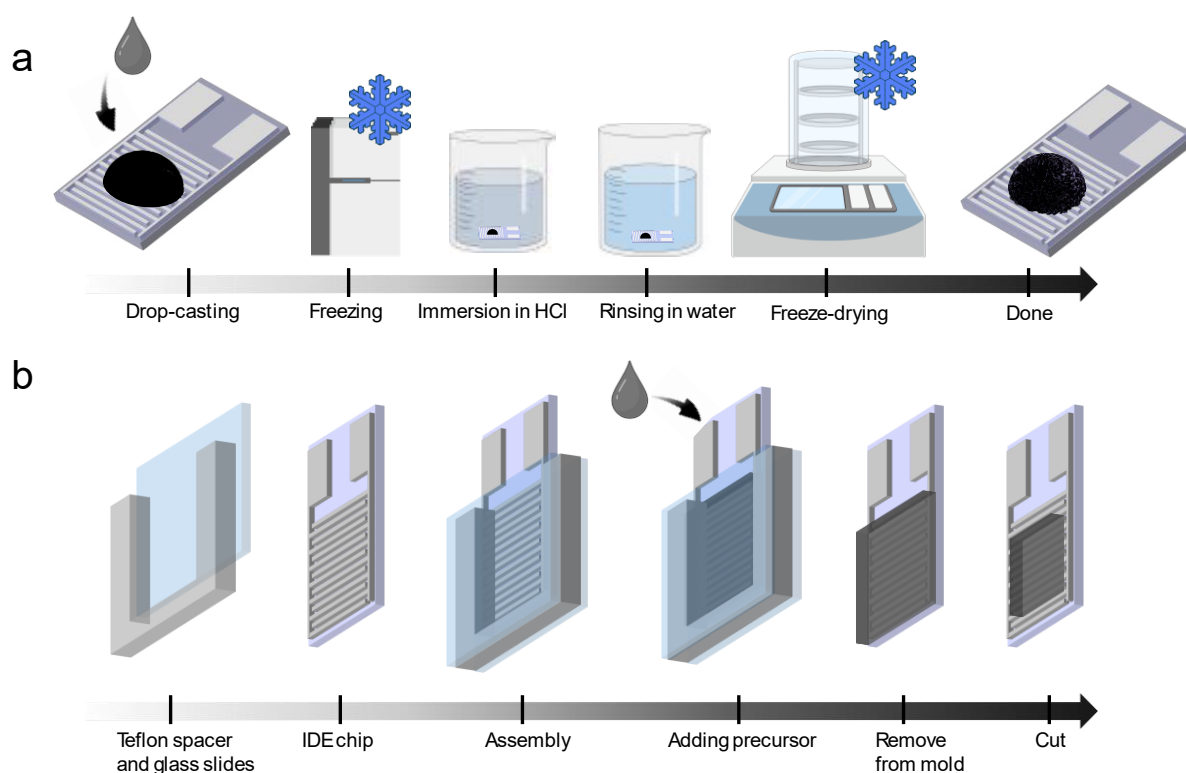 a
Drop-casting
Freezing
Immersion in HCl
Rinsing in water
Freeze-drying
Done
b
Teflon spacer
and glass slides
IDE chip
Assembly
Adding precursor
Remove
from mold
Cut